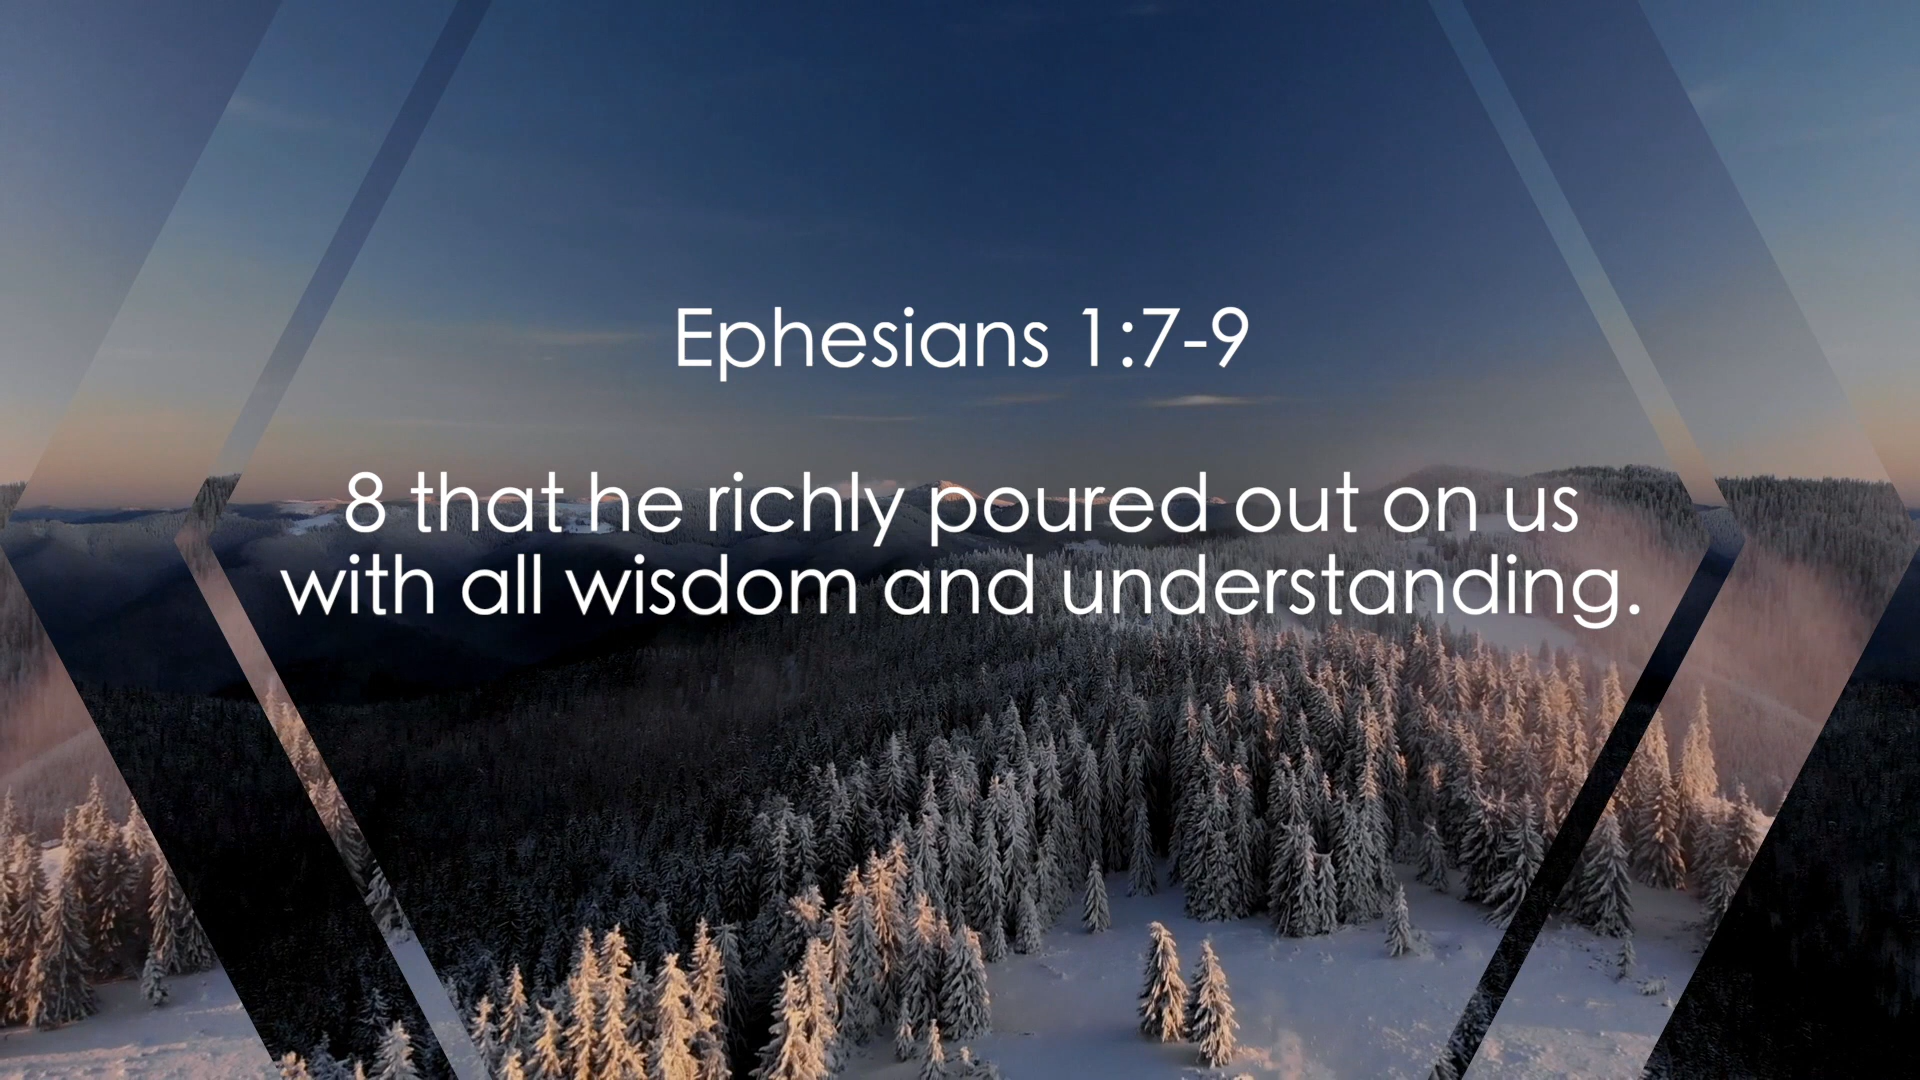 Ephesians 1:7-9
8 that he richly poured out on us
with all wisdom and understanding.